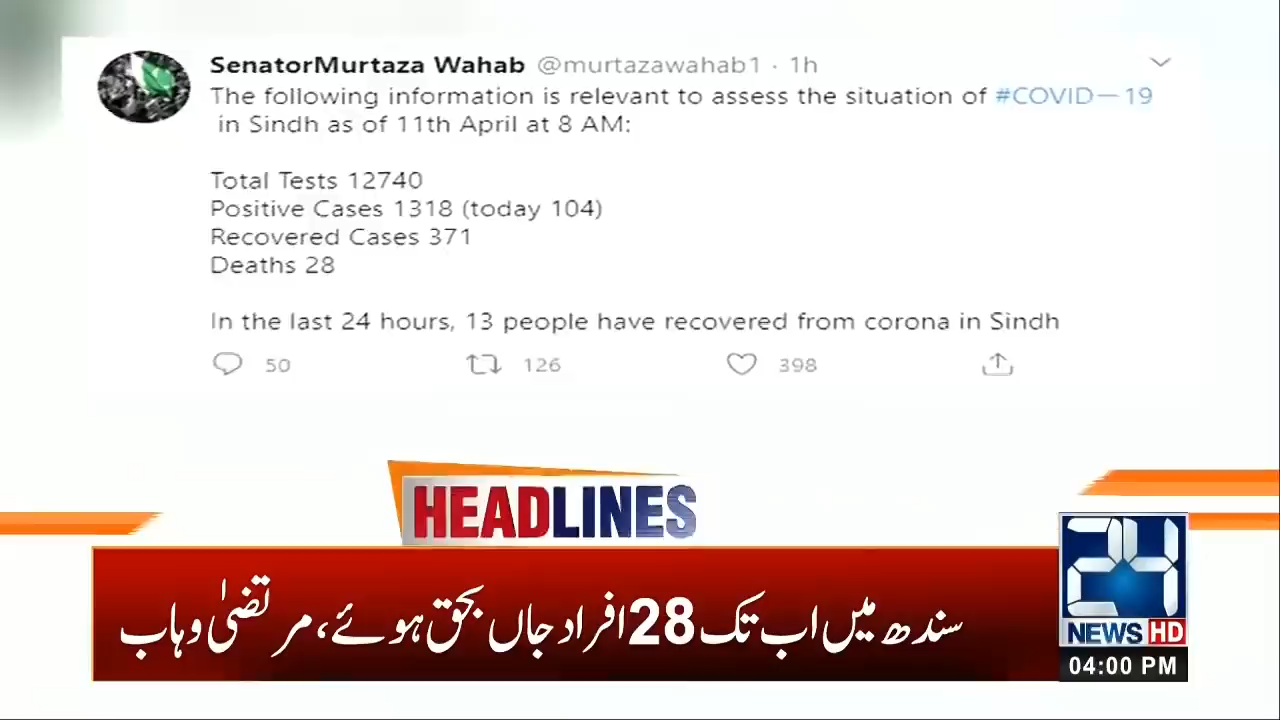 SenatorMurtaza Wahab @murtazawahab1 · 1h
The following information is relevant to assess the situation of #COVID—19
in Sindh as of 11th April at 8 AM:
Total Tests 12740
Positive Cases 1318 (today 104)
Recovered Cases 371
Deaths 28
In the last 24 hours, 13 people have recovered from corona in Sindh
50 126 398
HEADLINES
سندھ میں اب تک 28 افراد جاں بحق ہوئے، مرتضیٰ وہاب
24
NEWS HD
04:00 PM